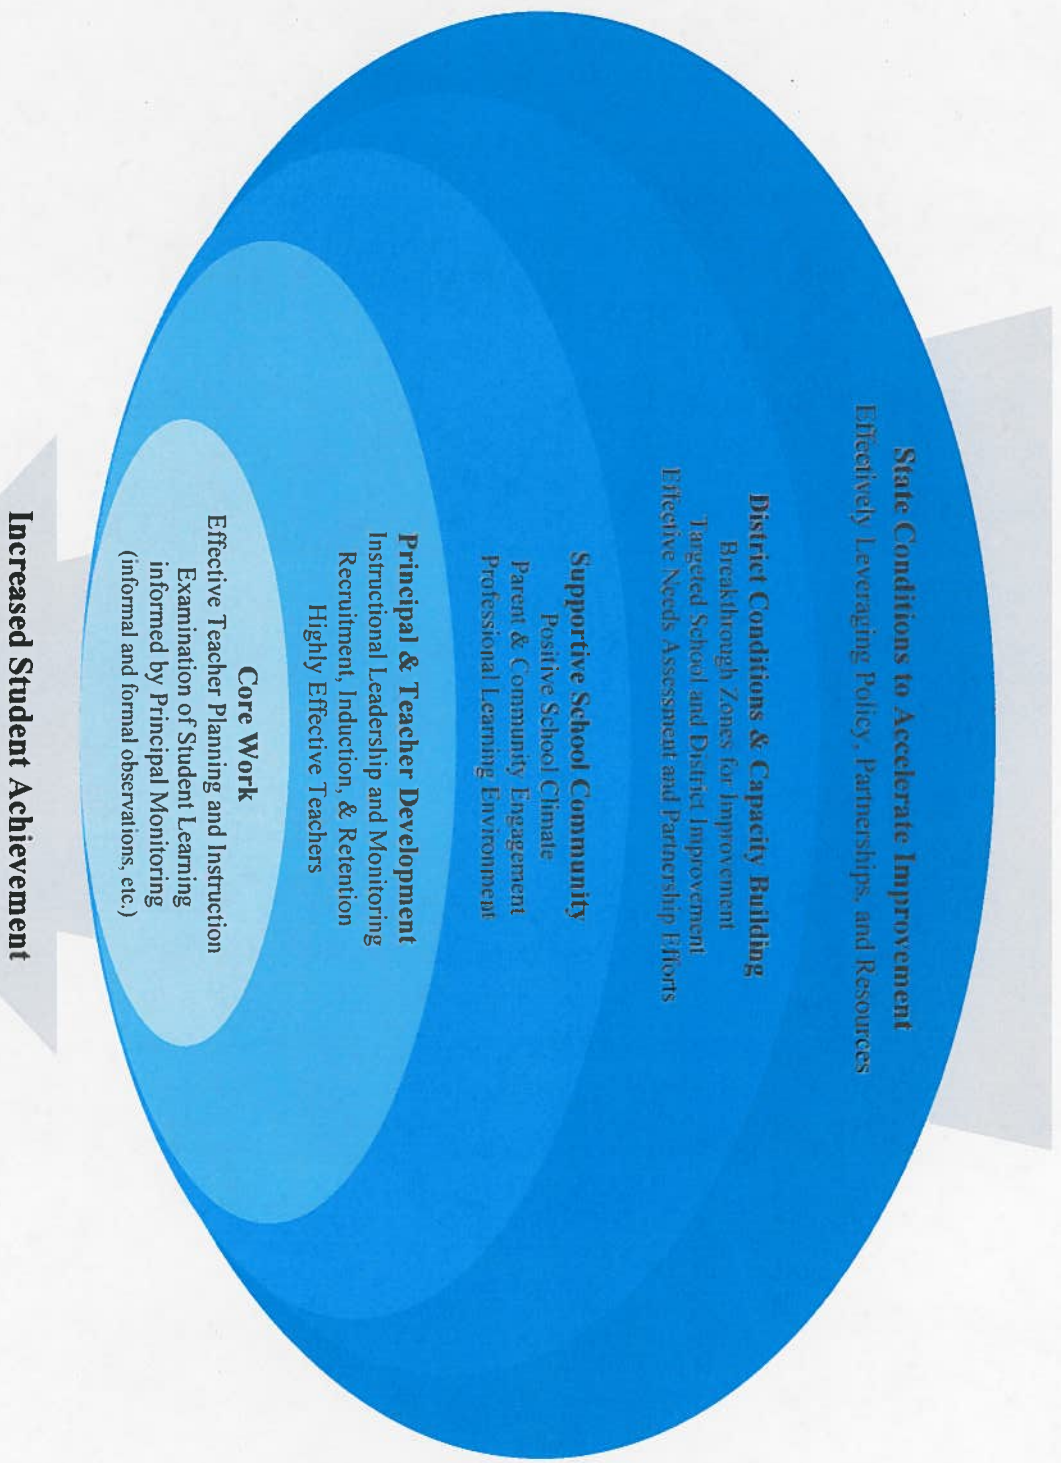 State Conditions to Accelerate Improvement
Effectively Leveraging Policy, Partnerships, and Resources
District Conditions & Capacity Building
Breakthrough Zones for Improvement
Targeted School and District Improvement
Effective Needs Assessment and Partnership Efforts
Supportive School Community
Positive School Climate
Parent & Community Engagement
Professional Learning Environment
Principal & Teacher Development
Instructional Leadership and Monitoring
Recruitment, Induction, & Retention
Highly Effective Teachers
Core Work
Effective Teacher Planning and Instruction
Examination of Student Learning
informed by Principal Monitoring
(informal and formal observations, etc.)
Increased Student Achievement